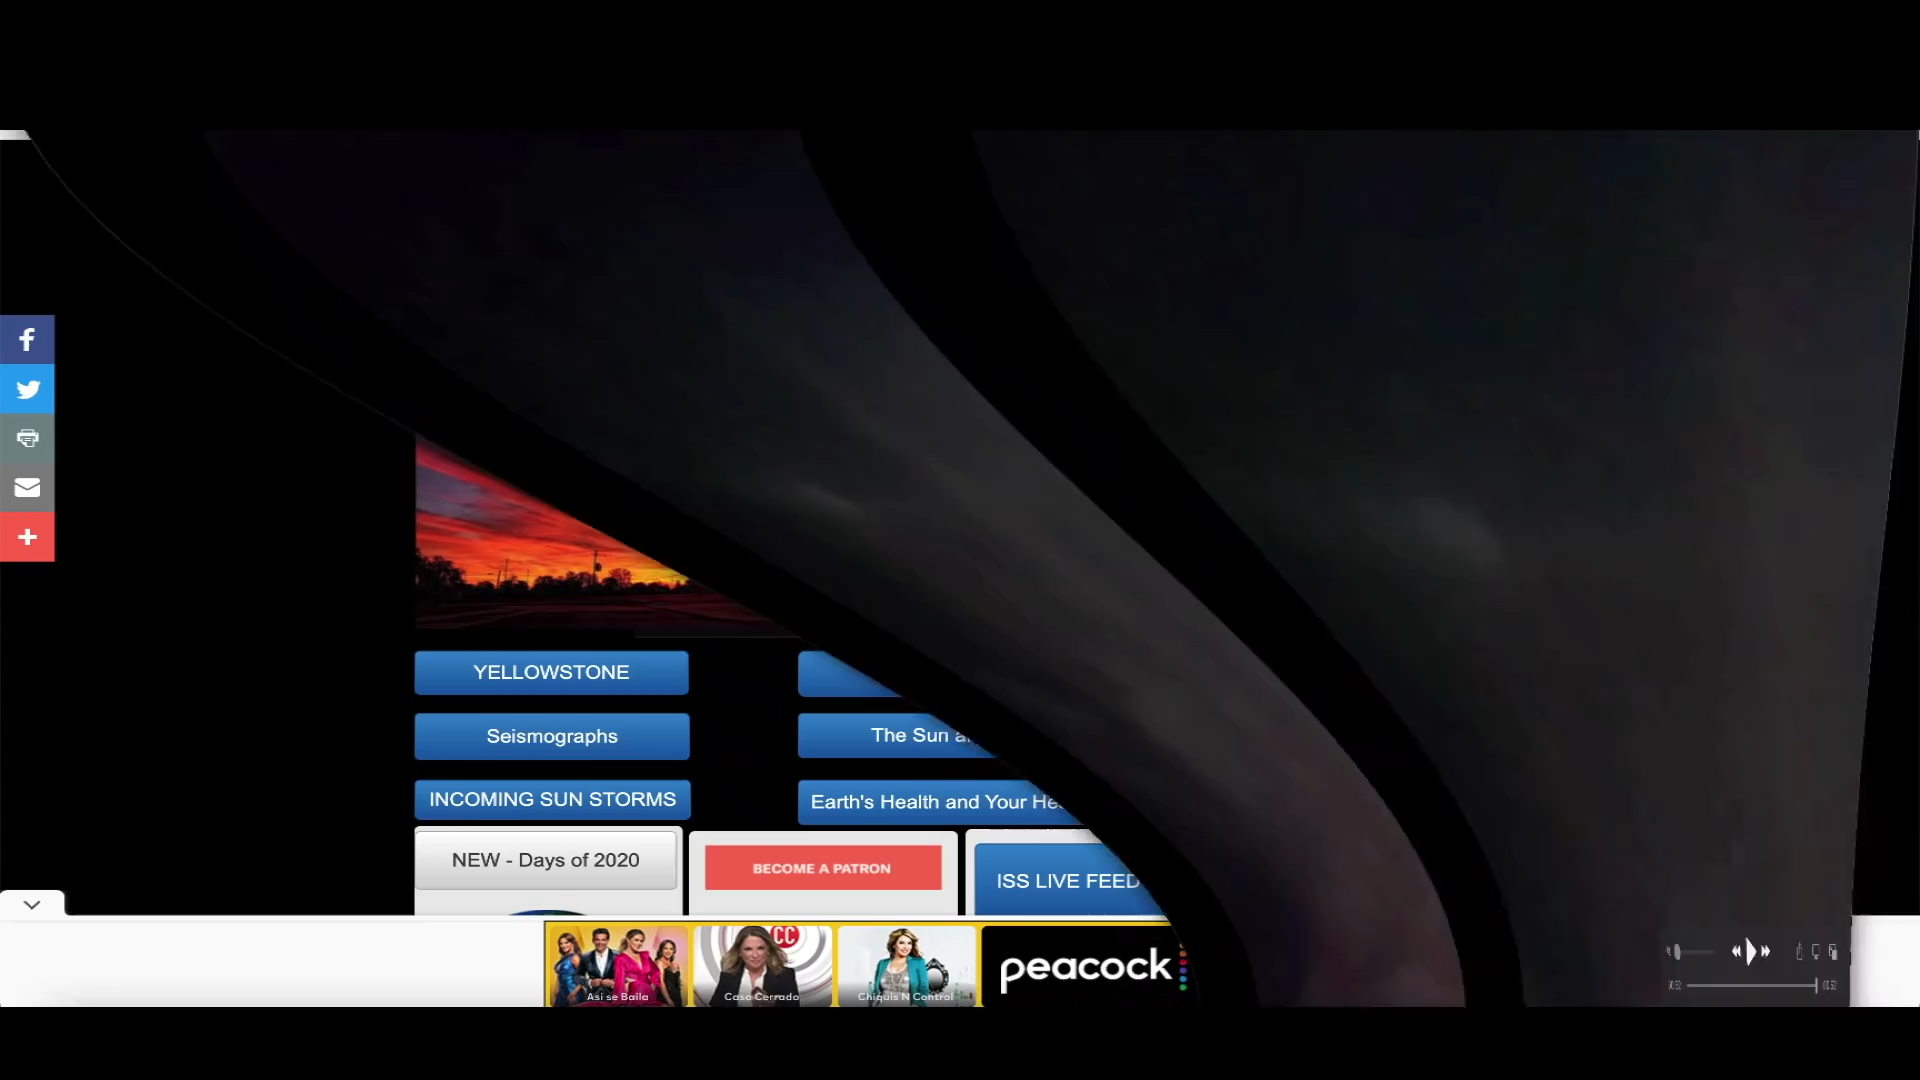 YELLOWSTONE
Seismographs
The Sun a
INCOMING SUN STORMS
Earth's Health and Your He
NEW - Days of 2020
BECOME A PATRON
ISS LIVE FEED
CC
Asi se Baila
Caso Cerrado
Chiquis N Control
peacock